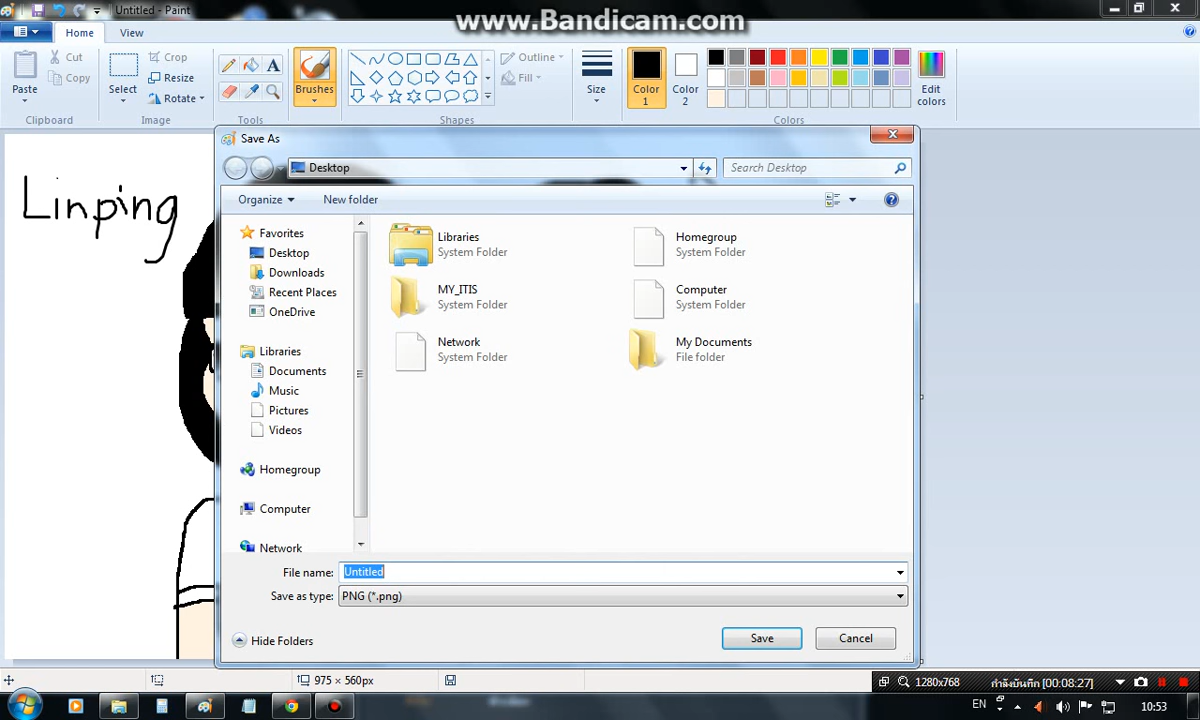 Untitled - Paint
www.Bandicam.com
Home
View
Paste
Cut
Copy
Clipboard
Select
Crop
Resize
Rotate
Image
A
Tools
Brushes
Outline
Fill
Shapes
Size
Color
1
Color
2
Edit
colors
Colors
Linping
Save As
Desktop
Search Desktop
Organize
New folder
Favorites
Desktop
Downloads
Recent Places
OneDrive
Libraries
Documents
Music
Pictures
Videos
Homegroup
Computer
Network
Libraries
System Folder
Homegroup
System Folder
MY_ITIS
System Folder
Computer
System Folder
Network
System Folder
My Documents
File folder
File name: Untitled
Save as type: PNG (*.png)
Hide Folders
Save
Cancel
975 × 560px
1280x768
กำลังบันทึก [00:08:27]
EN
10:53